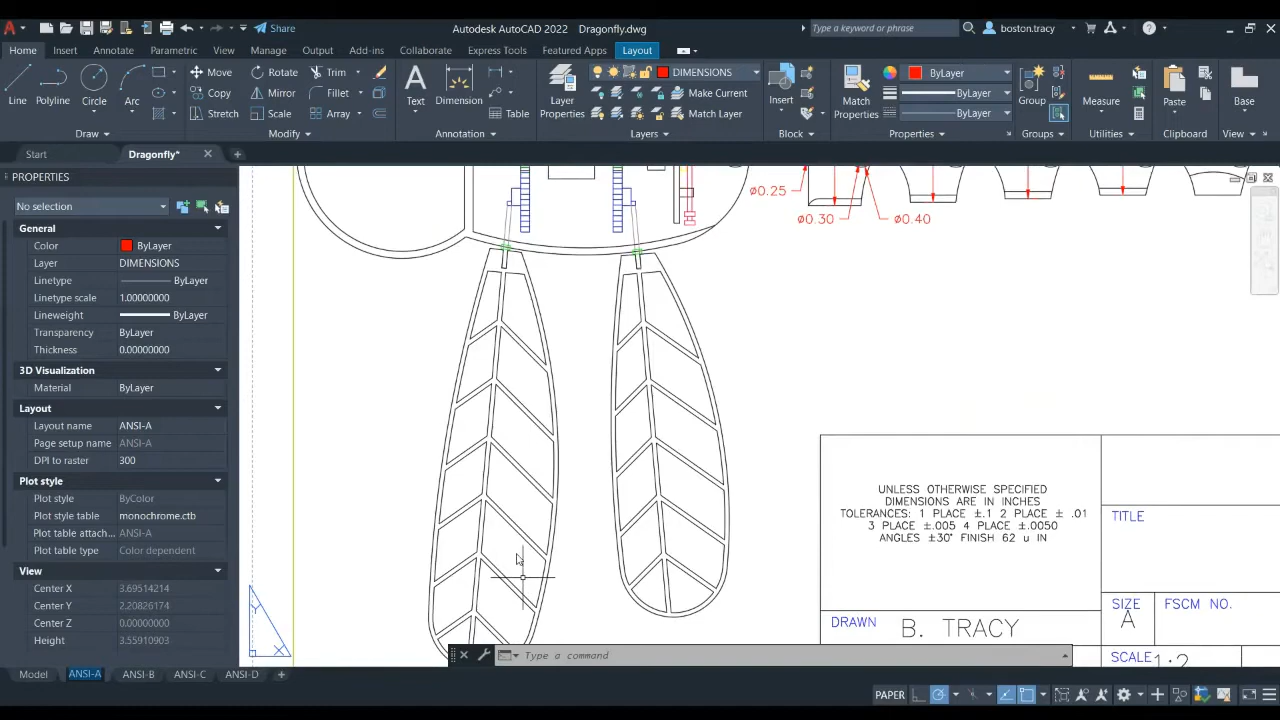 Share
Autodesk AutoCAD 2022 Dragonfly.dwg
Type a keyword or phrase
boston.tracy
Home Insert Annotate Parametric View Manage Output Add-ins Collaborate Express Tools Featured Apps Layout
Line Polyline Circle Arc
Move Rotate Trim
Copy Mirror Fillet
Stretch Scale Array
Text Dimension Table
Layer Properties
DIMENSIONS
Make Current
Match Layer
Insert
Match Properties
ByLayer
ByLayer
ByLayer
Group
Measure
Paste
Base
Draw Modify Annotation Layers Block Properties Groups Utilities Clipboard View
Start Dragonfly*
PROPERTIES
No selection
General
Color ByLayer
Layer DIMENSIONS
Linetype ByLayer
Linetype scale 1.00000000
Lineweight ByLayer
Transparency ByLayer
Thickness 0.00000000
3D Visualization
Material ByLayer
Layout
Layout name ANSI-A
Page setup name ANSI-A
DPI to raster 300
Plot style
Plot style ByColor
Plot style table monochrome.ctb
Plot table attach... ANSI-A
Plot table type Color dependent
View
Center X 3.69514214
Center Y 2.20826174
Center Z 0.00000000
Height 3.55910903
ø0.25
ø0.30 ø0.40
UNLESS OTHERWISE SPECIFIED
DIMENSIONS ARE IN INCHES
TOLERANCES: 1 PLACE ±.1 2 PLACE ± .01
3 PLACE ±.005 4 PLACE ±.0050
ANGLES ±30° FINISH 62 u IN
TITLE
SIZE
A
FSCM NO.
DRAWN B. TRACY
SCALE 1:2
Y
X
Type a command
Model ANSI-A ANSI-B ANSI-C ANSI-D
PAPER